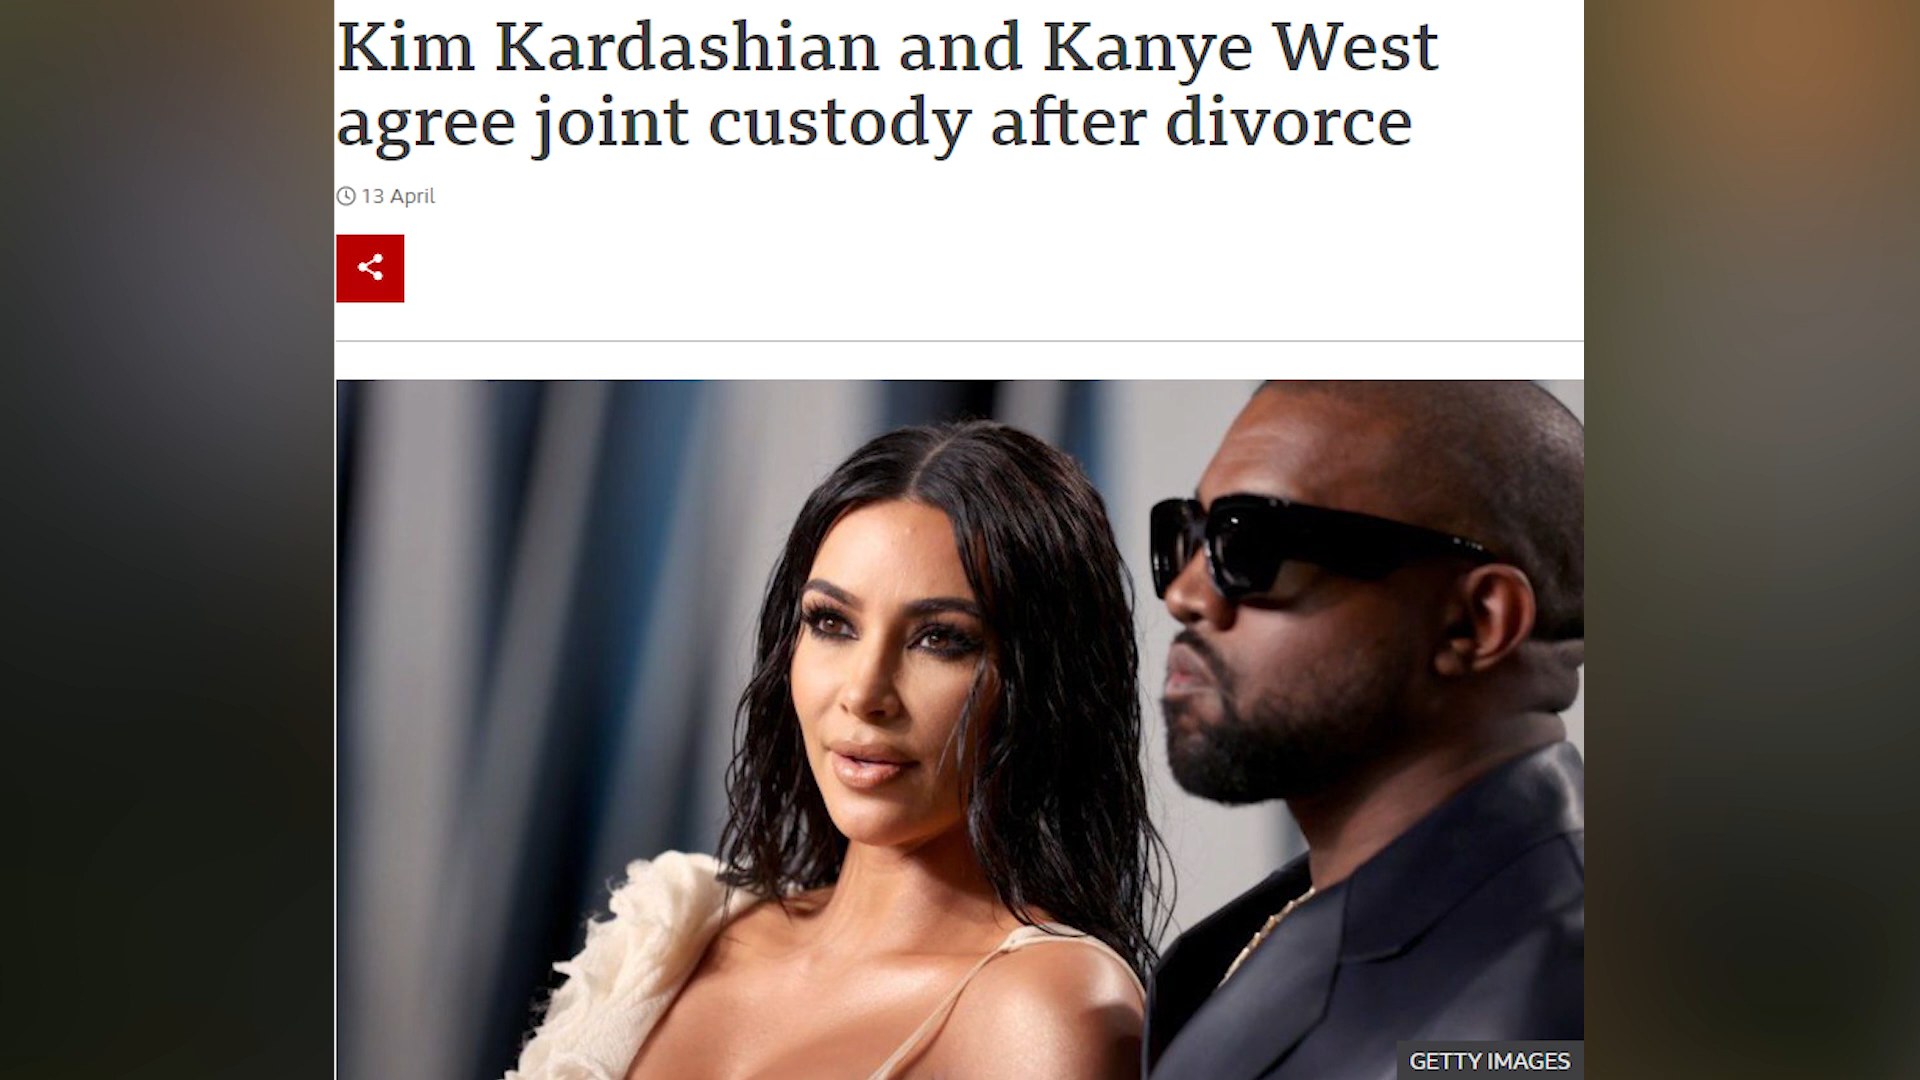 Kim Kardashian and Kanye West
agree joint custody after divorce
13 April
GETTY IMAGES